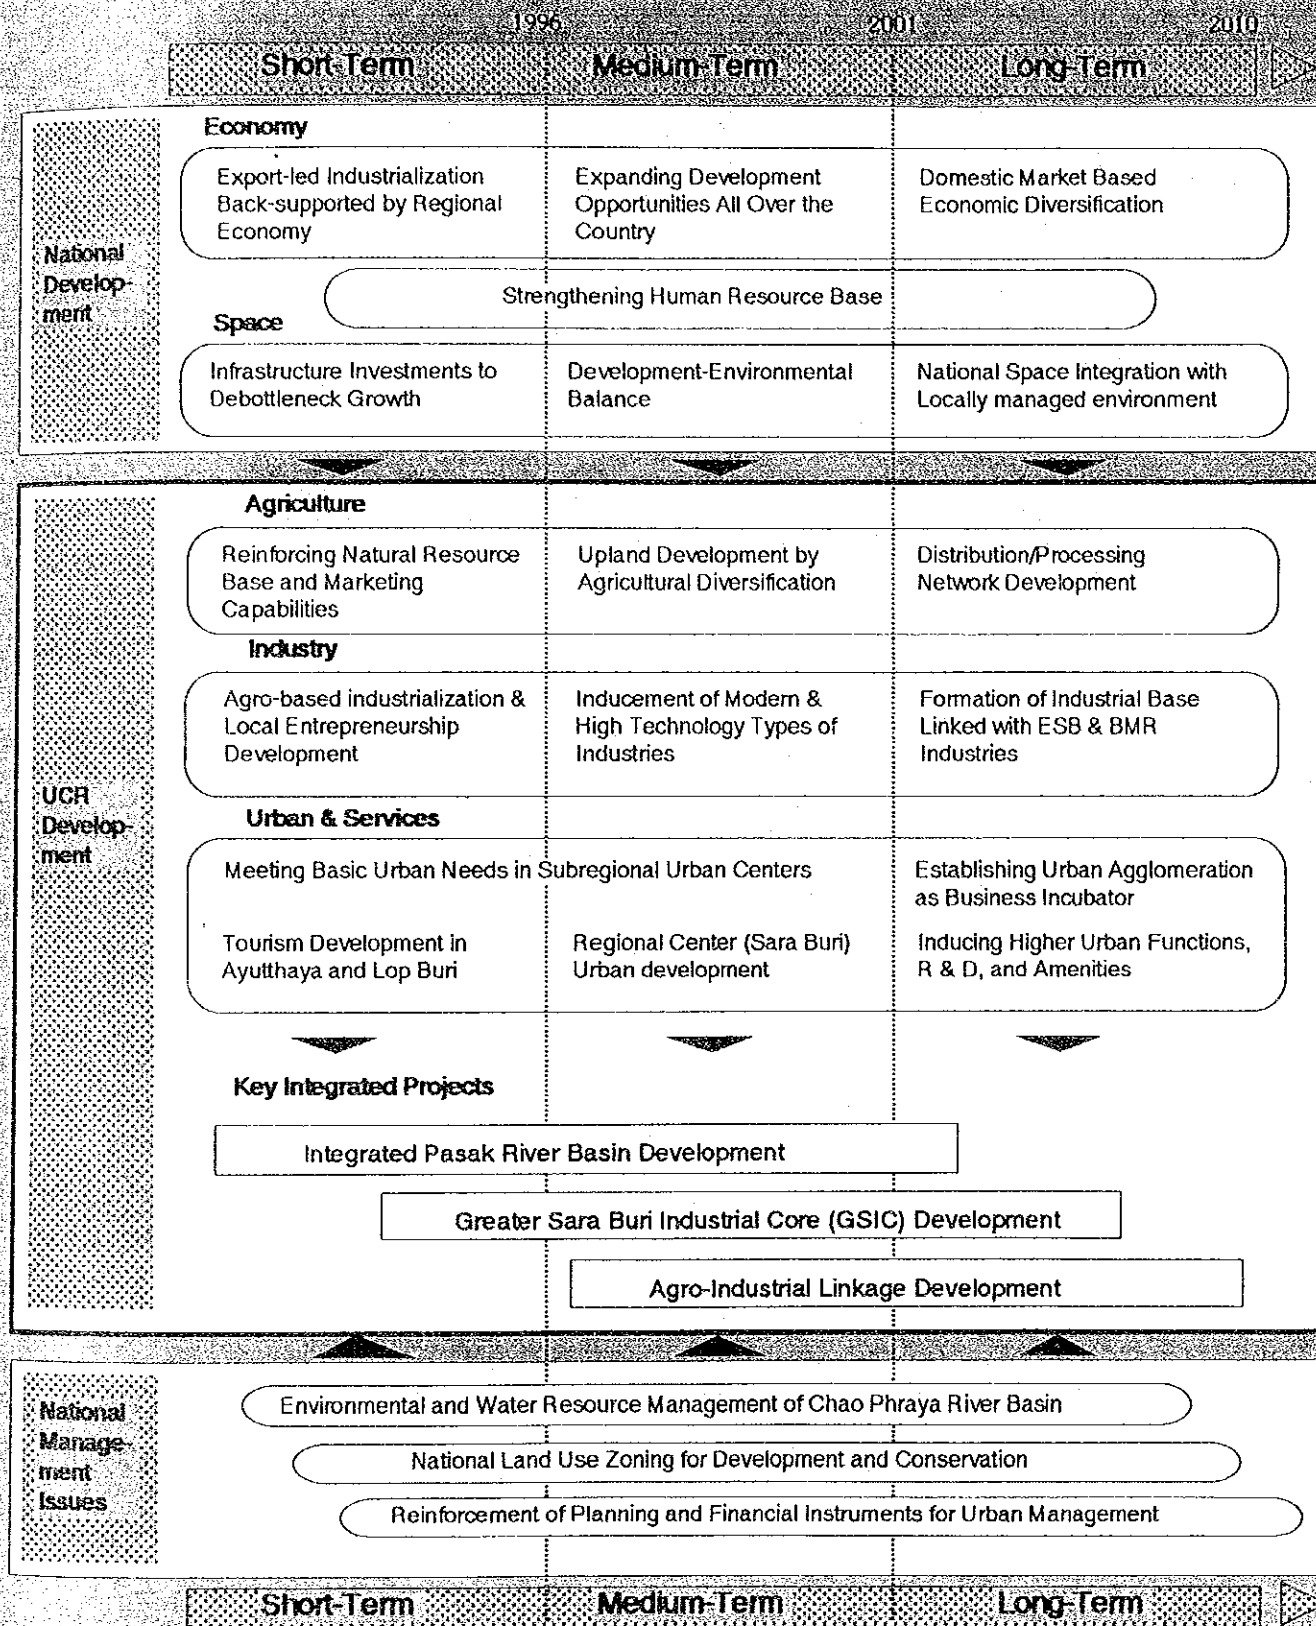 1996 2001 2010
Short-Term Medium-Term Long-Term
National
Develop-
ment
Economy
Export-led Industrialization
Back-supported by Regional
Economy
Expanding Development
Opportunities All Over the
Country
Domestic Market Based
Economic Diversification
Strengthening Human Resource Base
Space
Infrastructure Investments to
Debottleneck Growth
Development-Environmental
Balance
National Space Integration with
Locally managed environment
UCR
Develop-
ment
Agriculture
Reinforcing Natural Resource
Base and Marketing
Capabilities
Upland Development by
Agricultural Diversification
Distribution/Processing
Network Development
Industry
Agro-based industrialization &
Local Entrepreneurship
Development
Inducement of Modern &
High Technology Types of
Industries
Formation of Industrial Base
Linked with ESB & BMR
Industries
Urban & Services
Meeting Basic Urban Needs in Subregional Urban Centers
Establishing Urban Agglomeration
as Business Incubator
Tourism Development in
Ayutthaya and Lop Buri
Regional Center (Sara Buri)
Urban development
Inducing Higher Urban Functions,
R & D, and Amenities
Key Integrated Projects
Integrated Pasak River Basin Development
Greater Sara Buri Industrial Core (GSIC) Development
Agro-Industrial Linkage Development
National
Manage-
ment
Issues
Environmental and Water Resource Management of Chao Phraya River Basin
National Land Use Zoning for Development and Conservation
Reinforcement of Planning and Financial Instruments for Urban Management
Short-Term Medium-Term Long-Term